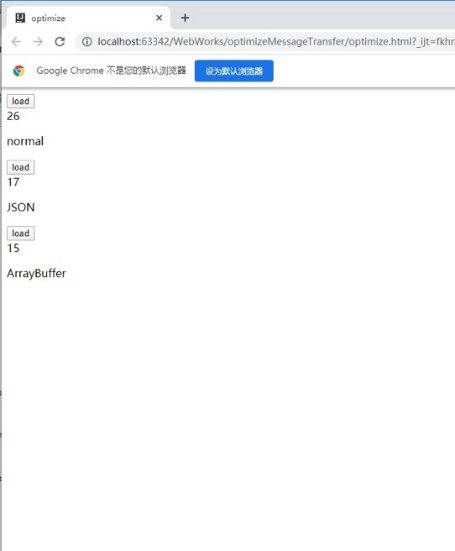 optimize
localhost:63342/WebWorks/optimizeMessageTransfer/optimize.html?_ijt=fkhr
Google Chrome 不是您的默认浏览器 设为默认浏览器
load
26
normal
load
17
JSON
load
15
ArrayBuffer